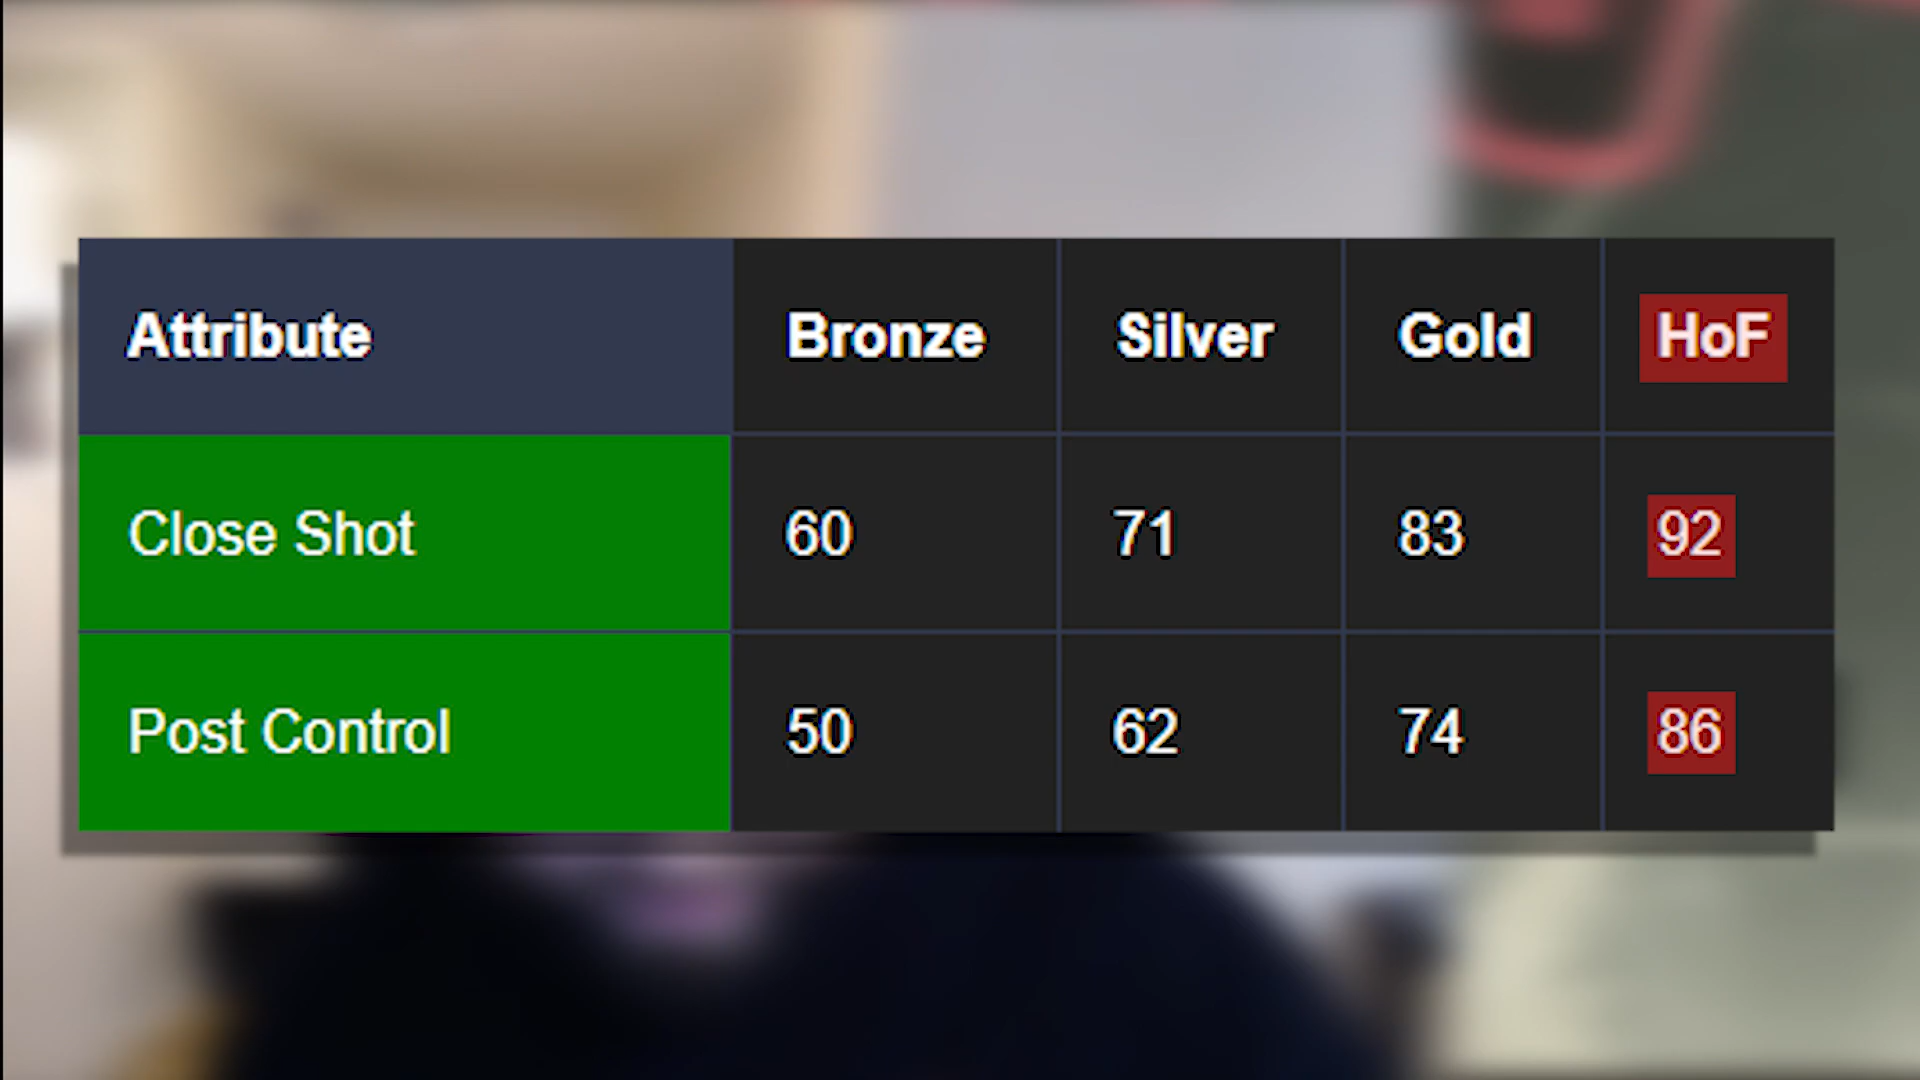 Attribute Bronze Silver Gold HoF
Close Shot 60 71 83 92
Post Control 50 62 74 86